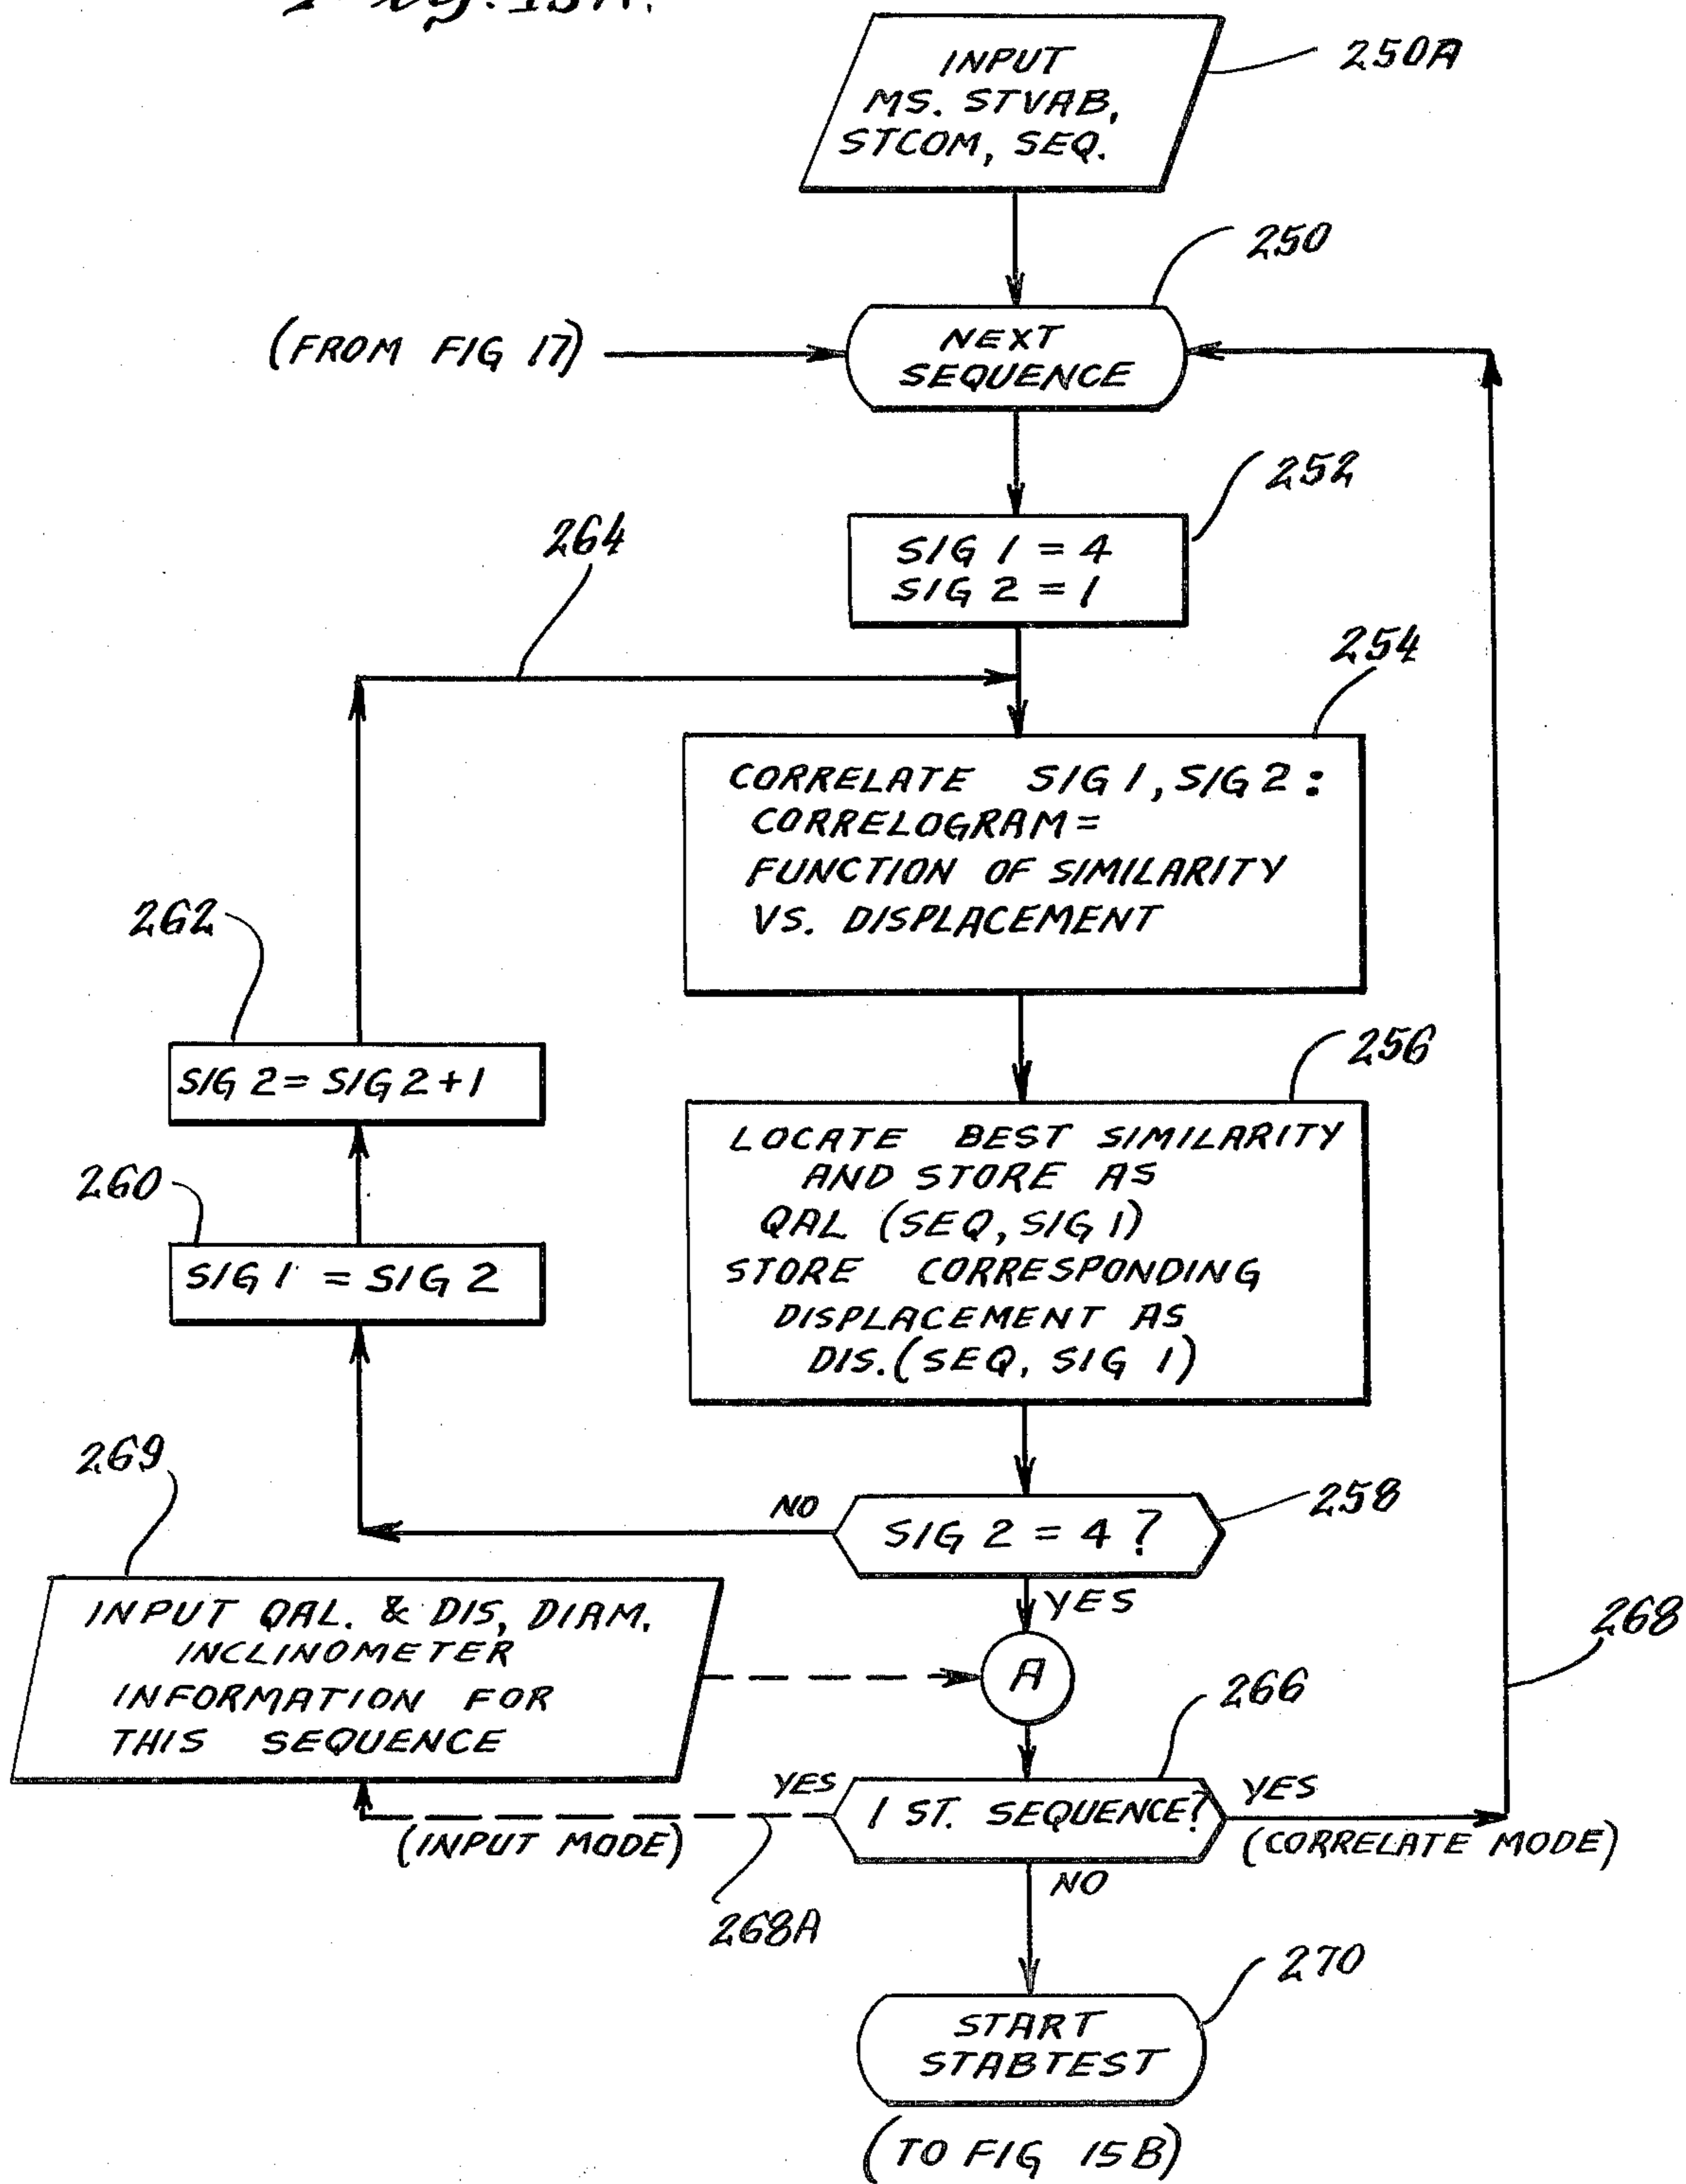 Fig. 15A.
INPUT
MS. STVAB,
STCOM, SEQ.
250A
250
(FROM FIG 17)
NEXT
SEQUENCE
252
SIG 1 = 4
SIG 2 = 1
264
254
CORRELATE SIG 1, SIG 2 :
CORRELOGRAM =
FUNCTION OF SIMILARITY
VS. DISPLACEMENT
262
SIG 2 = SIG 2 + 1
256
LOCATE BEST SIMILARITY
AND STORE AS
QAL (SEQ, SIG 1)
STORE CORRESPONDING
DISPLACEMENT AS
DIS. (SEQ, SIG 1)
260
SIG 1 = SIG 2
269
NO
SIG 2 = 4 ?
258
YES
INPUT QAL. & DIS, DIAM.
INCLINOMETER
INFORMATION FOR
THIS SEQUENCE
A
268
266
YES
1 ST. SEQUENCE?
YES
(INPUT MODE)
(CORRELATE MODE)
NO
268A
270
START
STABTEST
(TO FIG 15B)